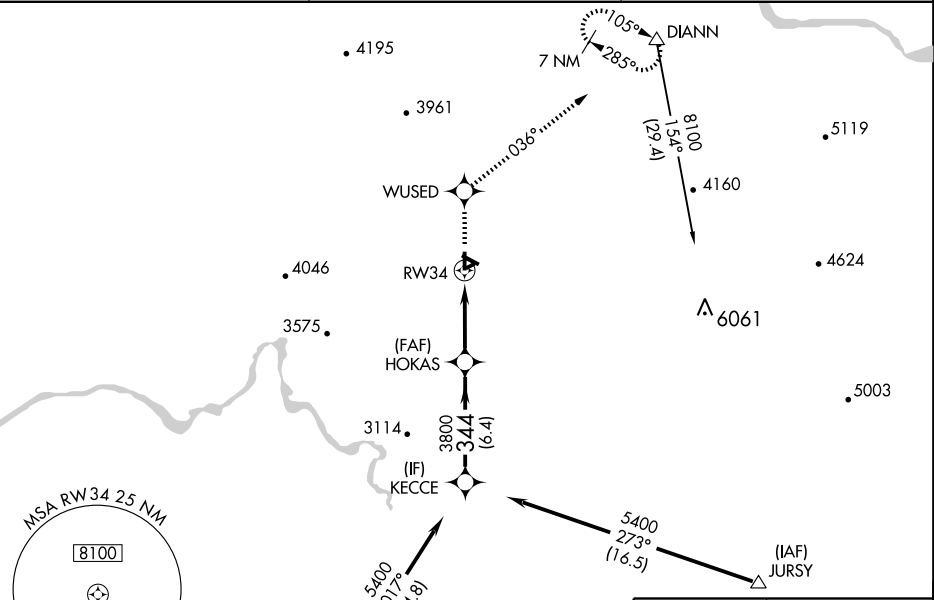 105°
DIANN
4195
7 NM
285°
3961
8100
154°
(29.4)
5119
036°
4160
WUSED
4624
RW34
4046
6061
3575
(FAF)
HOKAS
5003
3114
3800
344
(6.4)
(IF)
KECCE
MSA RW34 25 NM
8100
5400
273°
(16.5)
(IAF)
JURSY
5400